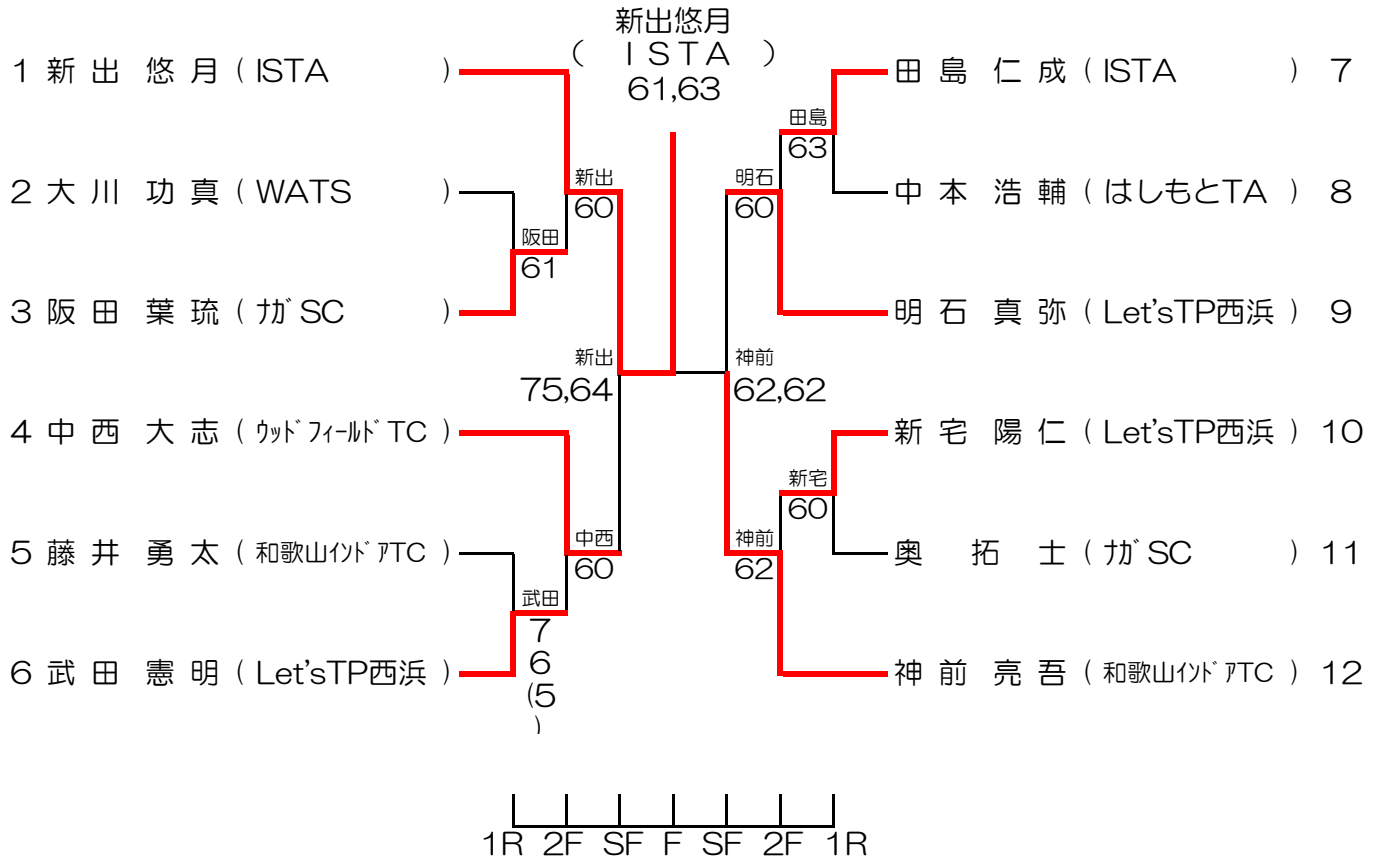 新出悠月
( ISTA )
61,63
1 新出 悠月 ( ISTA )
2 大川 功真 ( WATS )
3 阪田 葉琉 ( ﾅｶﾞSC )
4 中西 大志 ( ｳｯﾄﾞﾌｨｰﾙﾄﾞTC )
5 藤井 勇太 ( 和歌山ｲﾝﾄﾞｱTC )
6 武田 憲明 ( Let'sTP西浜 )
阪田
61
武田
7
6
(5
)
新出
60
中西
60
新出
75,64
神前
62,62
明石
60
神前
62
田島
63
新宅
60
田島 仁成 ( ISTA ) 7
中本 浩輔 ( はしもとTA ) 8
明石 真弥 ( Let'sTP西浜 ) 9
新宅 陽仁 ( Let'sTP西浜 ) 10
奥 拓士 ( ﾅｶﾞSC ) 11
神前 亮吾 ( 和歌山ｲﾝﾄﾞｱTC ) 12
1R 2F SF F SF 2F 1R